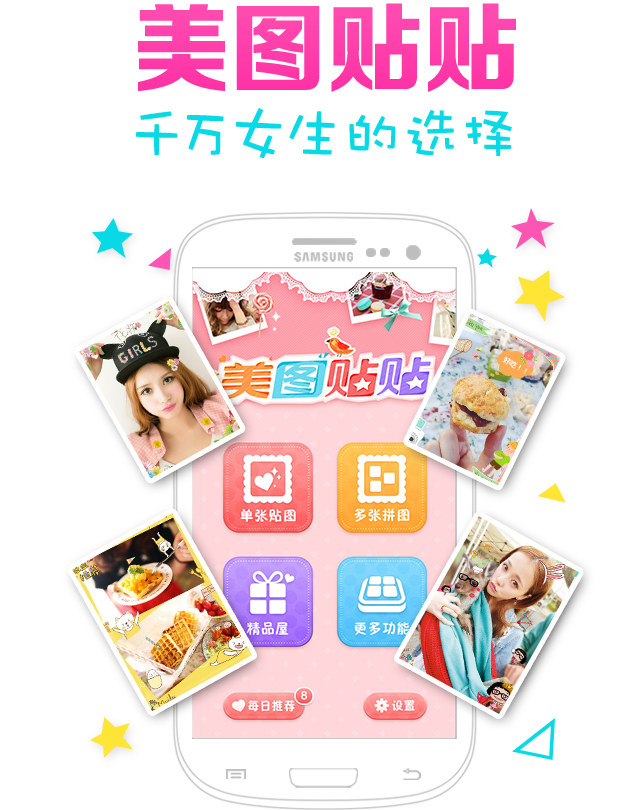 美图贴贴
千万女生的选择
SAMSUNG
GIRLS
好吃!
美图贴贴
单张贴图
多张拼图
精品屋
更多功能
每日推荐
8
设置